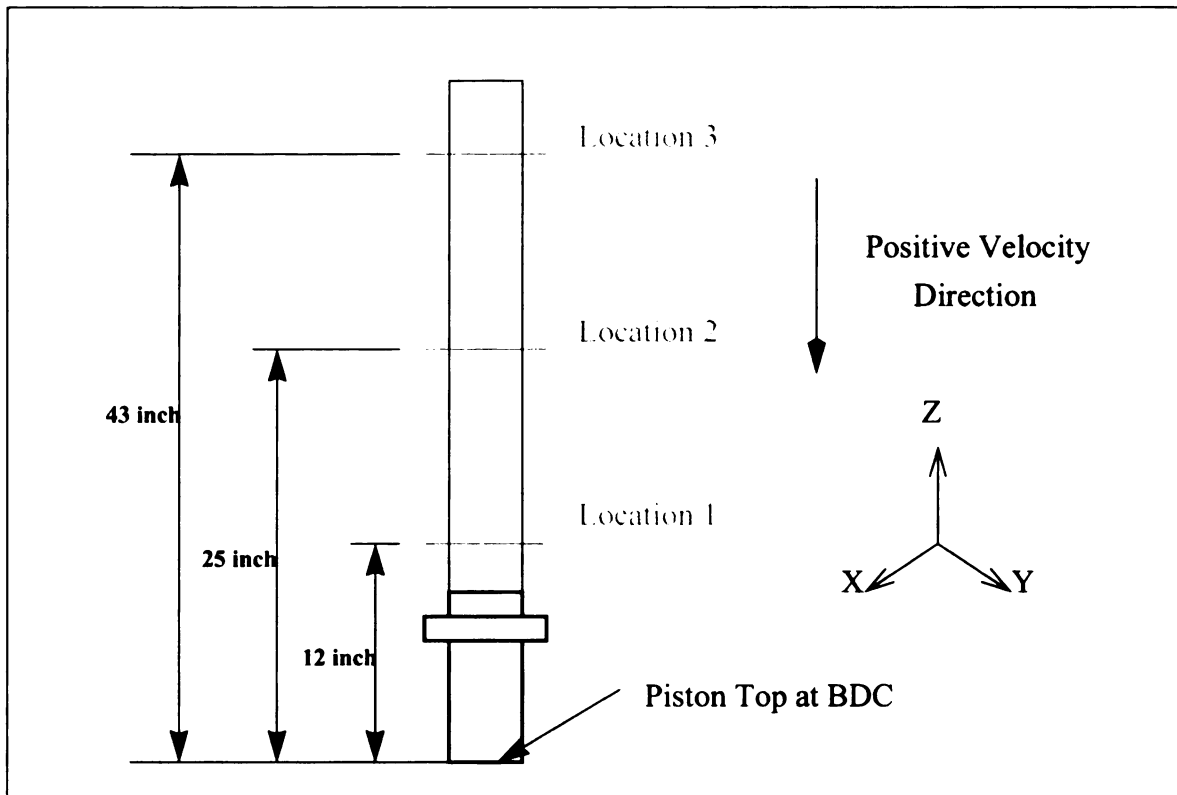 Location 3
Positive Velocity
Direction
Location 2
43 inch
Z
Location 1
25 inch
X
Y
12 inch
Piston Top at BDC